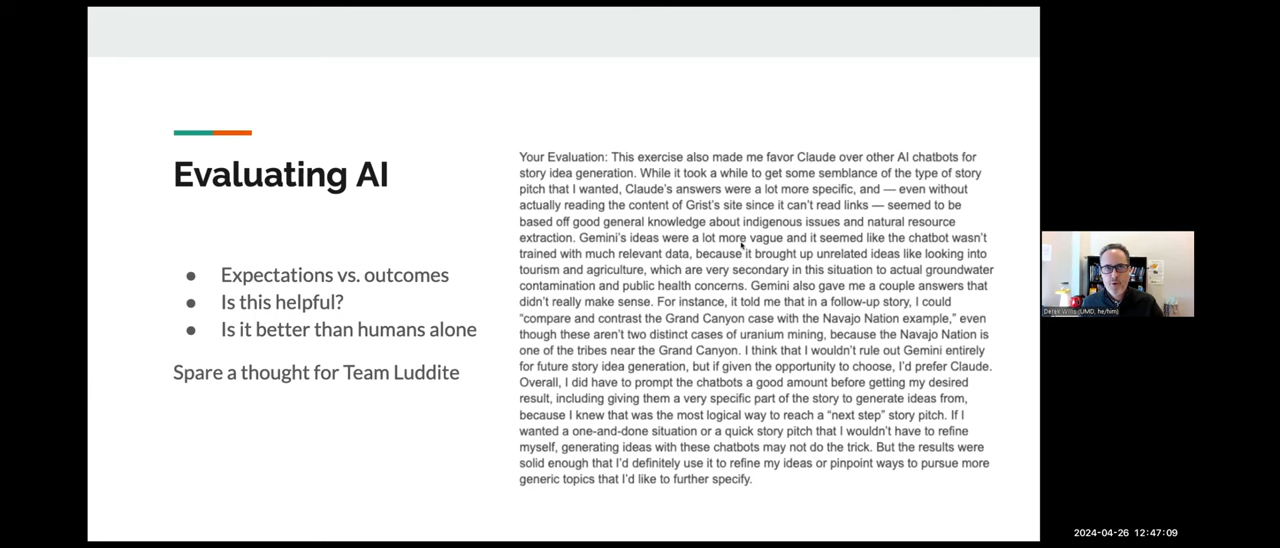 Evaluating AI
● Expectations vs. outcomes
● Is this helpful?
● Is it better than humans alone
Spare a thought for Team Luddite
Your Evaluation: This exercise also made me favor Claude over other AI chatbots for
story idea generation. While it took a while to get some semblance of the type of story
pitch that I wanted, Claude's answers were a lot more specific, and — even without
actually reading the content of Grist's site since it can't read links — seemed to be
based off good general knowledge about indigenous issues and natural resource
extraction. Gemini's ideas were a lot more vague and it seemed like the chatbot wasn't
trained with much relevant data, because it brought up unrelated ideas like looking into
tourism and agriculture, which are very secondary in this situation to actual groundwater
contamination and public health concerns. Gemini also gave me a couple answers that
didn't really make sense. For instance, it told me that in a follow-up story, I could
“compare and contrast the Grand Canyon case with the Navajo Nation example,” even
though these aren't two distinct cases of uranium mining, because the Navajo Nation is
one of the tribes near the Grand Canyon. I think that I wouldn't rule out Gemini entirely
for future story idea generation, but if given the opportunity to choose, I'd prefer Claude.
Overall, I did have to prompt the chatbots a good amount before getting my desired
result, including giving them a very specific part of the story to generate ideas from,
because I knew that was the most logical way to reach a “next step” story pitch. If I
wanted a one-and-done situation or a quick story pitch that I wouldn't have to refine
myself, generating ideas with these chatbots may not do the trick. But the results were
solid enough that I'd definitely use it to refine my ideas or pinpoint ways to pursue more
generic topics that I'd like to further specify.
Derek Willis (UMD, he/him)
2024-04-26 12:47:09